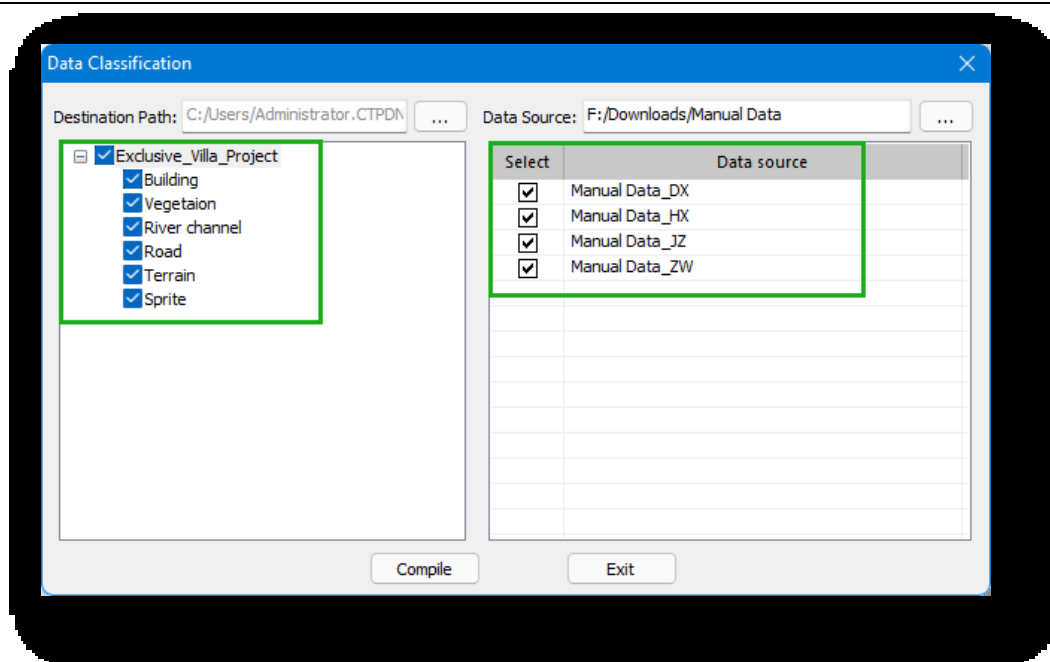 Data Classification
Destination Path: C:/Users/Administrator.CTPDN ... Data Source: F:/Downloads/Manual Data ...
Exclusive_Villa_Project
Building
Vegetaion
River channel
Road
Terrain
Sprite
Select Data source
Manual Data_DX
Manual Data_HX
Manual Data_JZ
Manual Data_ZW
Compile Exit